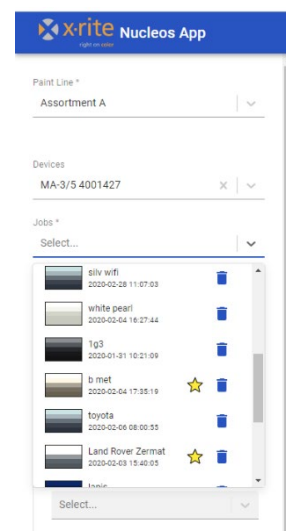 x·rite Nucleos App
right on color
Paint Line *
Assortment A
Devices
MA-3/5 4001427
Jobs *
Select...
silv wifi
2020-02-28 11:07:03
white pearl
2020-02-04 16:27:44
1g3
2020-01-31 10:21:09
b met
2020-02-04 17:35:19
toyota
2020-02-06 08:00:55
Land Rover Zermat
2020-02-03 15:40:05
Select...